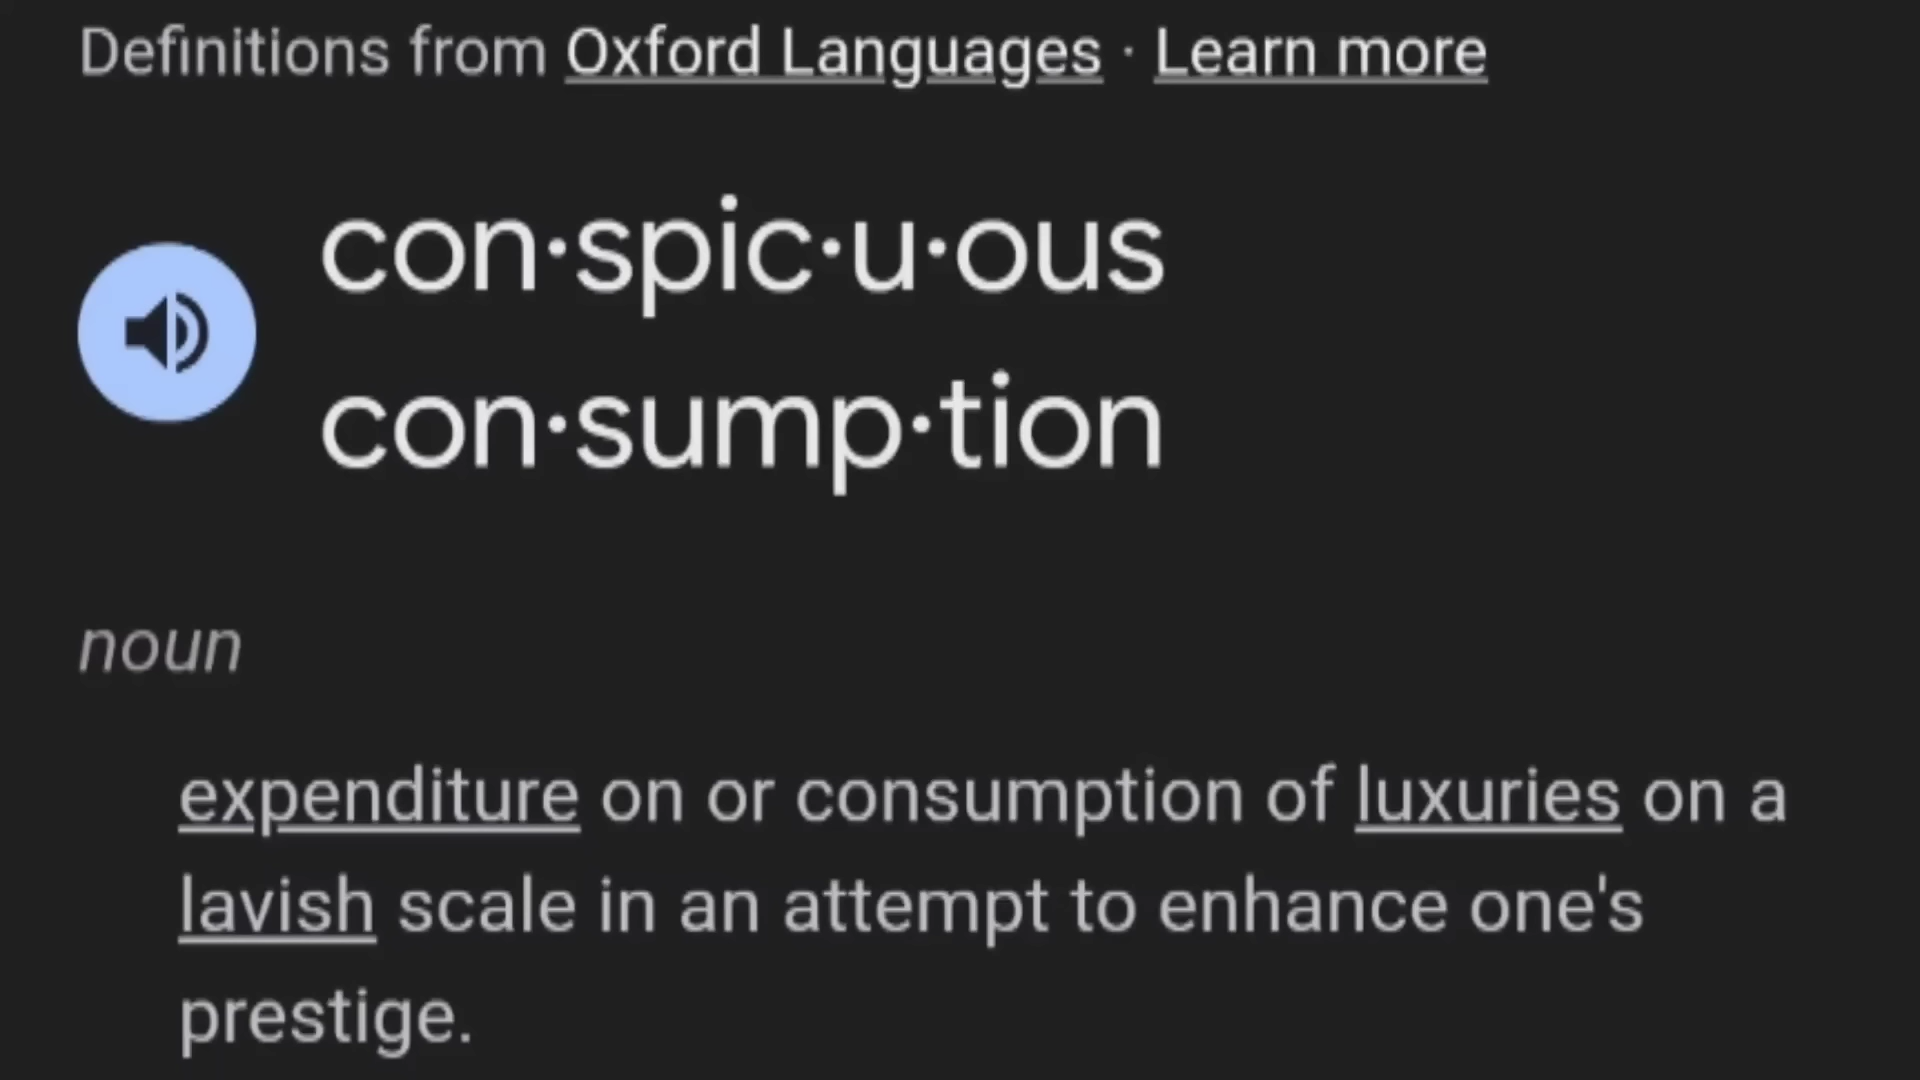 Definitions from Oxford Languages · Learn more
con·spic·u·ous
con·sump·tion
noun
expenditure on or consumption of luxuries on a
lavish scale in an attempt to enhance one's
prestige.